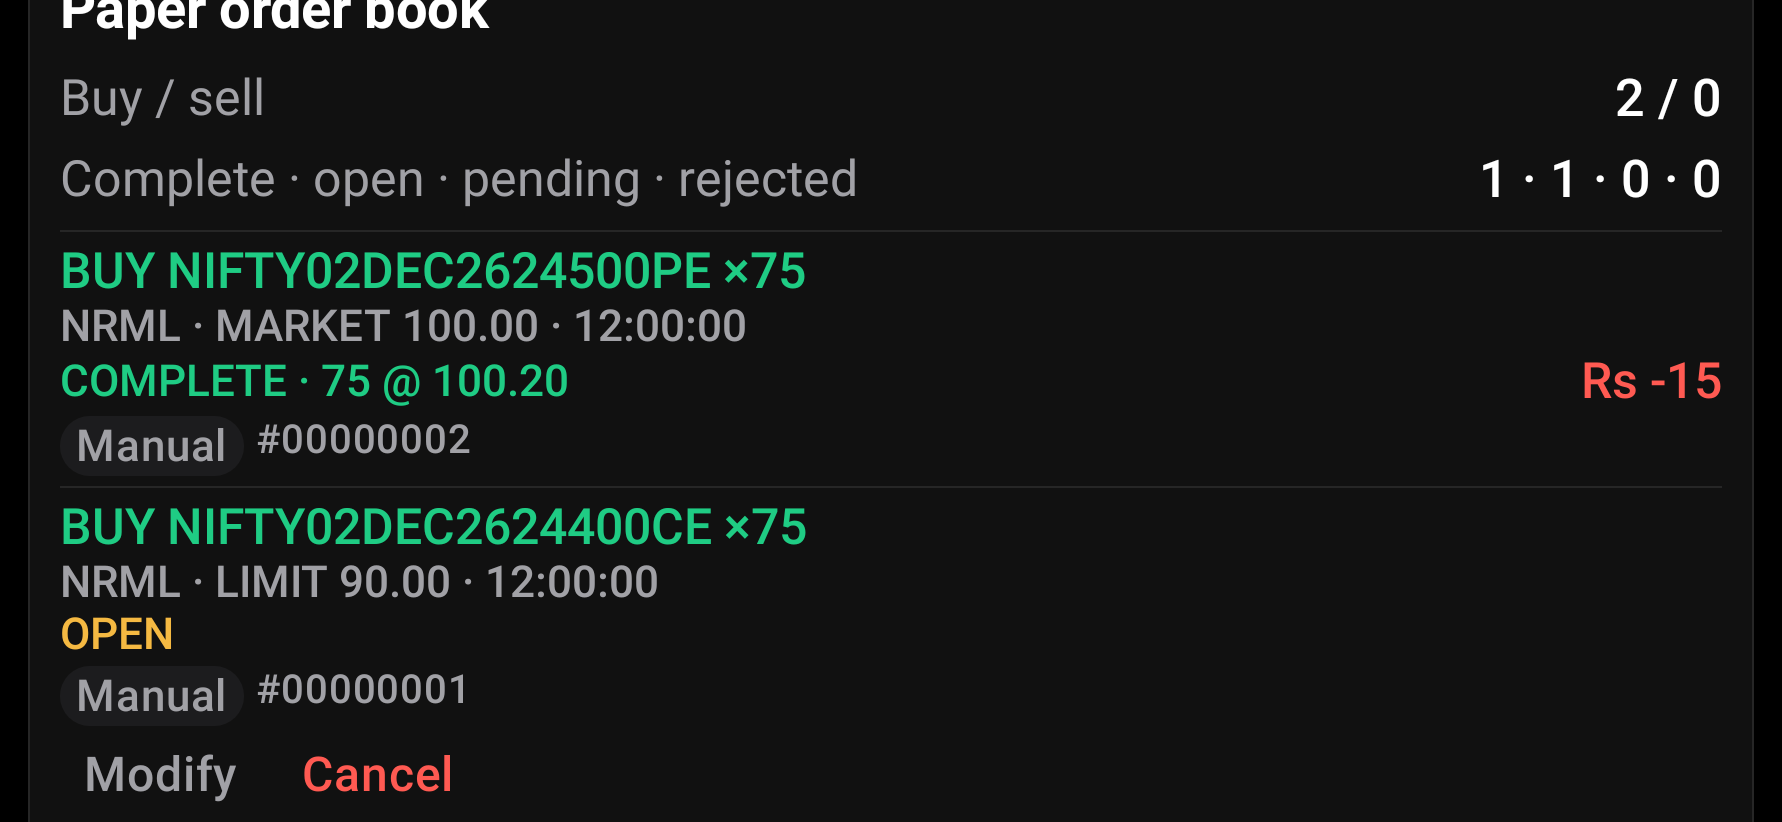 Paper order book
Buy / sell 2 / 0
Complete · open · pending · rejected 1 · 1 · 0 · 0
BUY NIFTY02DEC2624500PE ×75
NRML · MARKET 100.00 · 12:00:00
COMPLETE · 75 @ 100.20 Rs -15
Manual #00000002
BUY NIFTY02DEC2624400CE ×75
NRML · LIMIT 90.00 · 12:00:00
OPEN
Manual #00000001
Modify Cancel